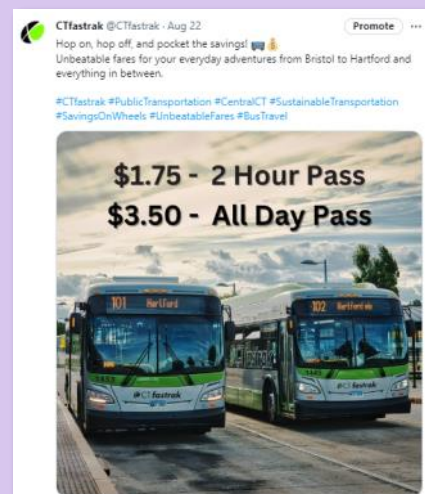 CTfastrak @CTfastrak · Aug 22
Promote
Hop on, hop off, and pocket the savings!
Unbeatable fares for your everyday adventures from Bristol to Hartford and
everything in between.
#CTfastrak #PublicTransportation #CentralCT #SustainableTransportation
#SavingsOnWheels #UnbeatableFares #BusTravel
$1.75 - 2 Hour Pass
$3.50 - All Day Pass
101 Hartford
102 Hartford
CTfastrak
CTfastrak